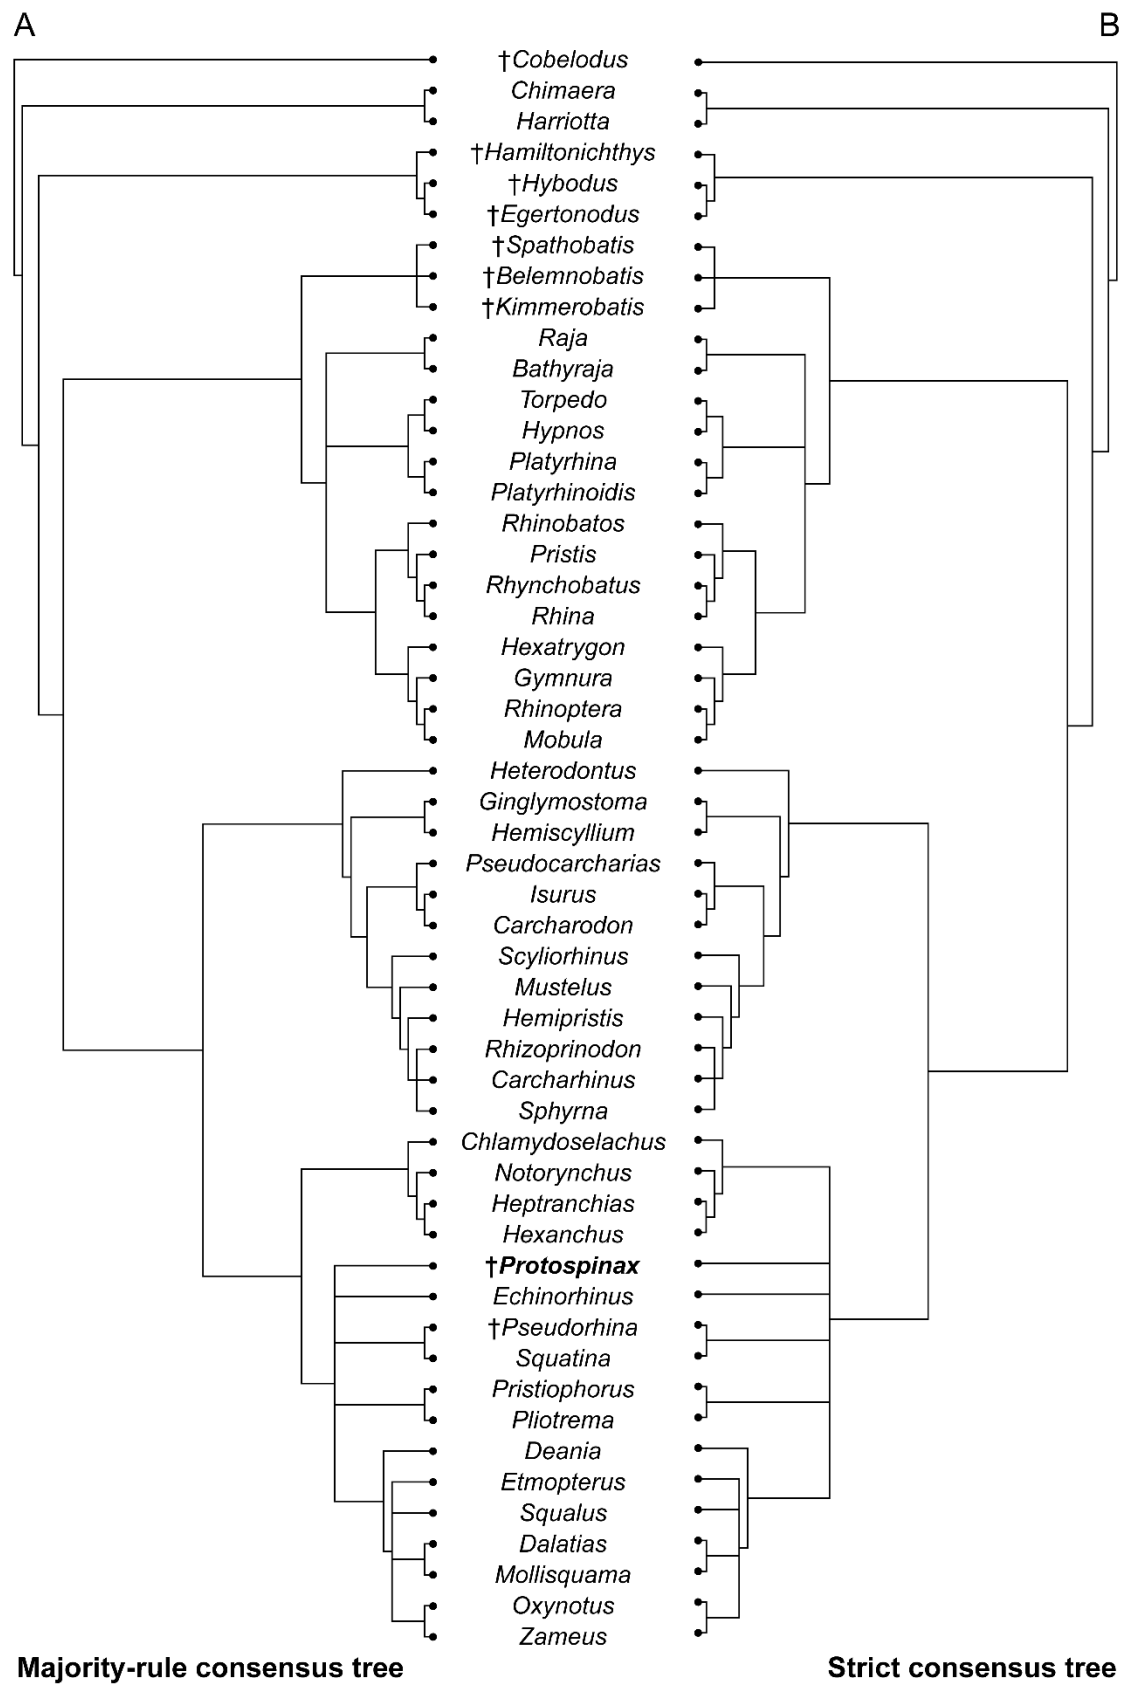 A
B
†Cobelodus
Chimaera
Harriotta
†Hamiltonichthys
†Hybodus
†Egertonodus
†Spathobatis
†Belemnobatis
†Kimmerobatis
Raja
Bathyraja
Torpedo
Hypnos
Platyrhina
Platyrhinoidis
Rhinobatos
Pristis
Rhynchobatus
Rhina
Hexatrygon
Gymnura
Rhinoptera
Mobula
Heterodontus
Ginglymostoma
Hemiscyllium
Pseudocarcharias
Isurus
Carcharodon
Scyliorhinus
Mustelus
Hemipristis
Rhizoprinodon
Carcharhinus
Sphyrna
Chlamydoselachus
Notorynchus
Heptranchias
Hexanchus
†Protospinax
Echinorhinus
†Pseudorhina
Squatina
Pristiophorus
Pliotrema
Deania
Etmopterus
Squalus
Dalatias
Mollisquama
Oxynotus
Zameus
Majority-rule consensus tree
Strict consensus tree